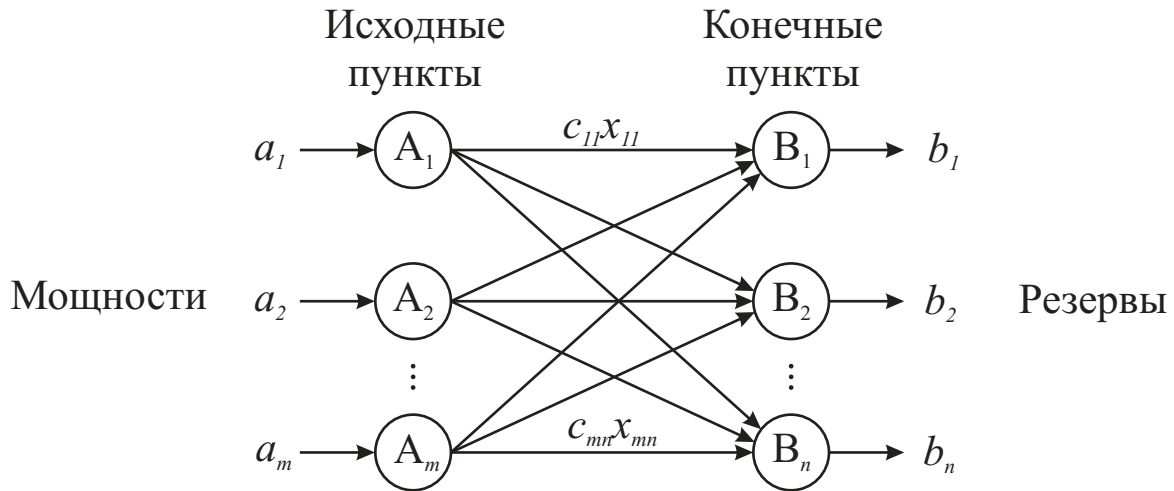 Исходные
пункты
Конечные
пункты
a₁
A₁
c₁₁x₁₁
B₁
b₁
Мощности
a₂
A₂
B₂
b₂
Резервы
⋮
⋮
aₘ
Aₘ
cₘₙxₘₙ
Bₙ
bₙ